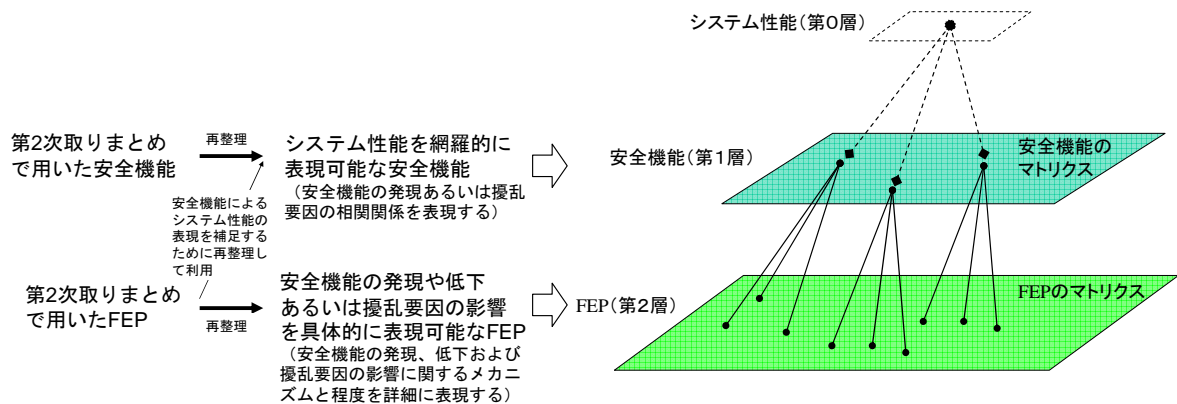 システム性能（第0層）
第2次取りまとめ
で用いた安全機能
再整理
システム性能を網羅的に
表現可能な安全機能
（安全機能の発現あるいは擾乱
要因の相関関係を表現する）
安全機能（第1層）
安全機能の
マトリクス
安全機能による
システム性能の
表現を補足する
ために再整理し
て利用
第2次取りまとめ
で用いたFEP
再整理
安全機能の発現や低下
あるいは擾乱要因の影響
を具体的に表現可能なFEP
（安全機能の発現、低下および
擾乱要因の影響に関するメカニ
ズムと程度を詳細に表現する）
FEP（第2層）
FEPのマトリクス